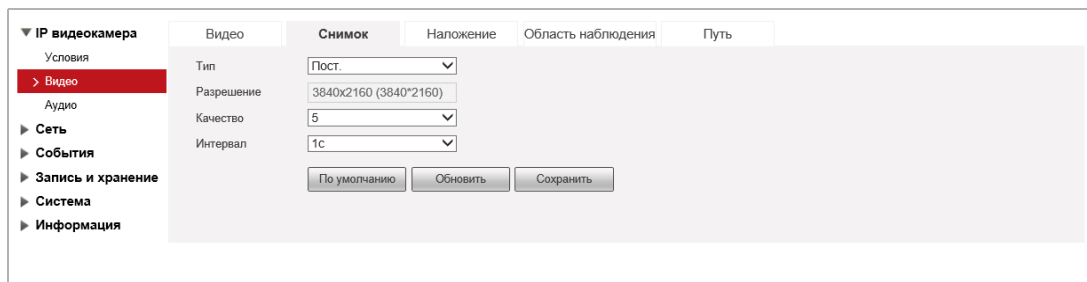 IP видеокамера
Условия
Видео
Аудио
Сеть
События
Запись и хранение
Система
Информация
Видео Снимок Наложение Область наблюдения Путь
Тип Пост.
Разрешение 3840x2160 (3840*2160)
Качество 5
Интервал 1с
По умолчанию Обновить Сохранить